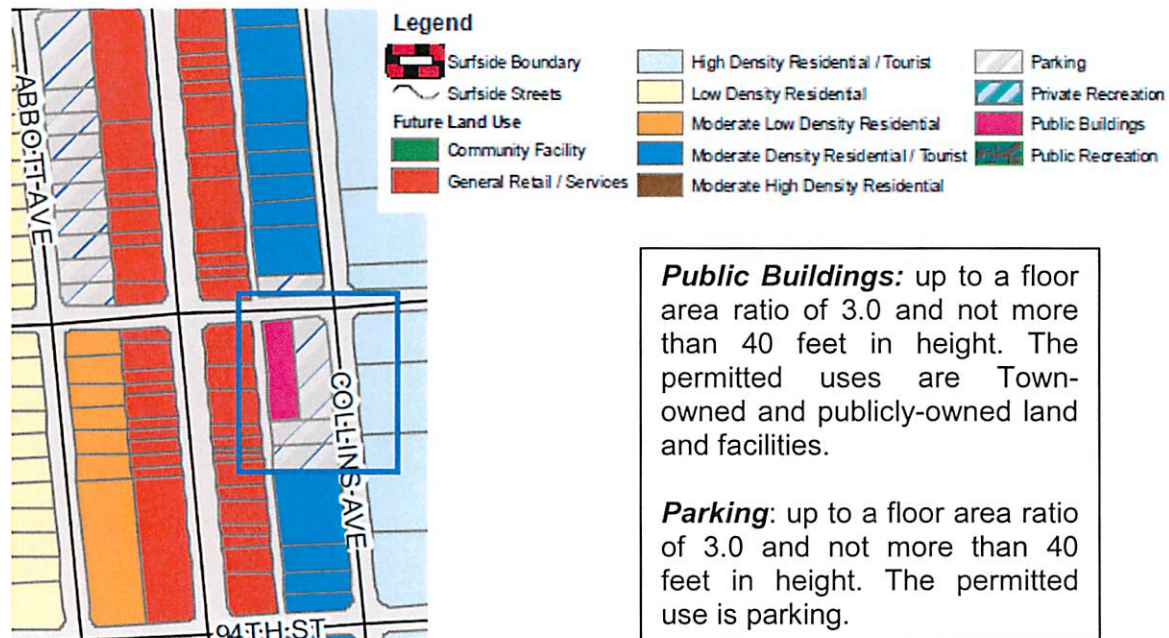 Legend
Surfside Boundary
Surfside Streets
Future Land Use
Community Facility
General Retail / Services
High Density Residential / Tourist
Low Density Residential
Moderate Low Density Residential
Moderate Density Residential / Tourist
Moderate High Density Residential
Parking
Private Recreation
Public Buildings
Public Recreation
ABBOTT AVE
COLLINS AVE
94TH ST
Public Buildings: up to a floor
area ratio of 3.0 and not more
than 40 feet in height. The
permitted uses are Town-
owned and publicly-owned land
and facilities.
Parking: up to a floor area ratio
of 3.0 and not more than 40
feet in height. The permitted
use is parking.